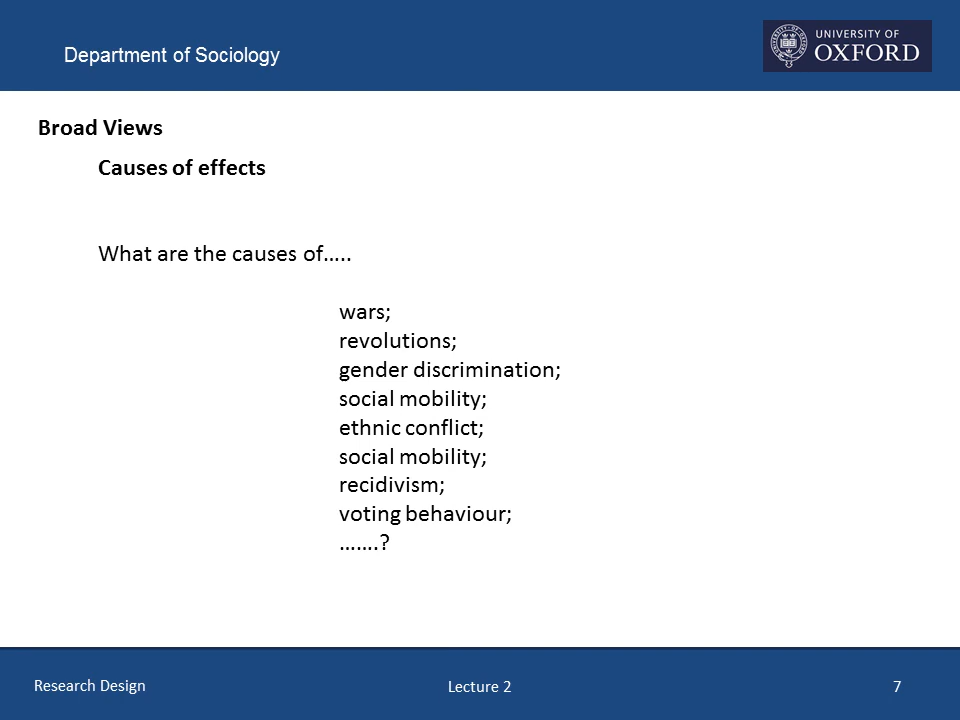 Department of Sociology
UNIVERSITY OF
OXFORD
Broad Views
Causes of effects
What are the causes of…..
wars;
revolutions;
gender discrimination;
social mobility;
ethnic conflict;
social mobility;
recidivism;
voting behaviour;
…….?
Research Design
Lecture 2
7